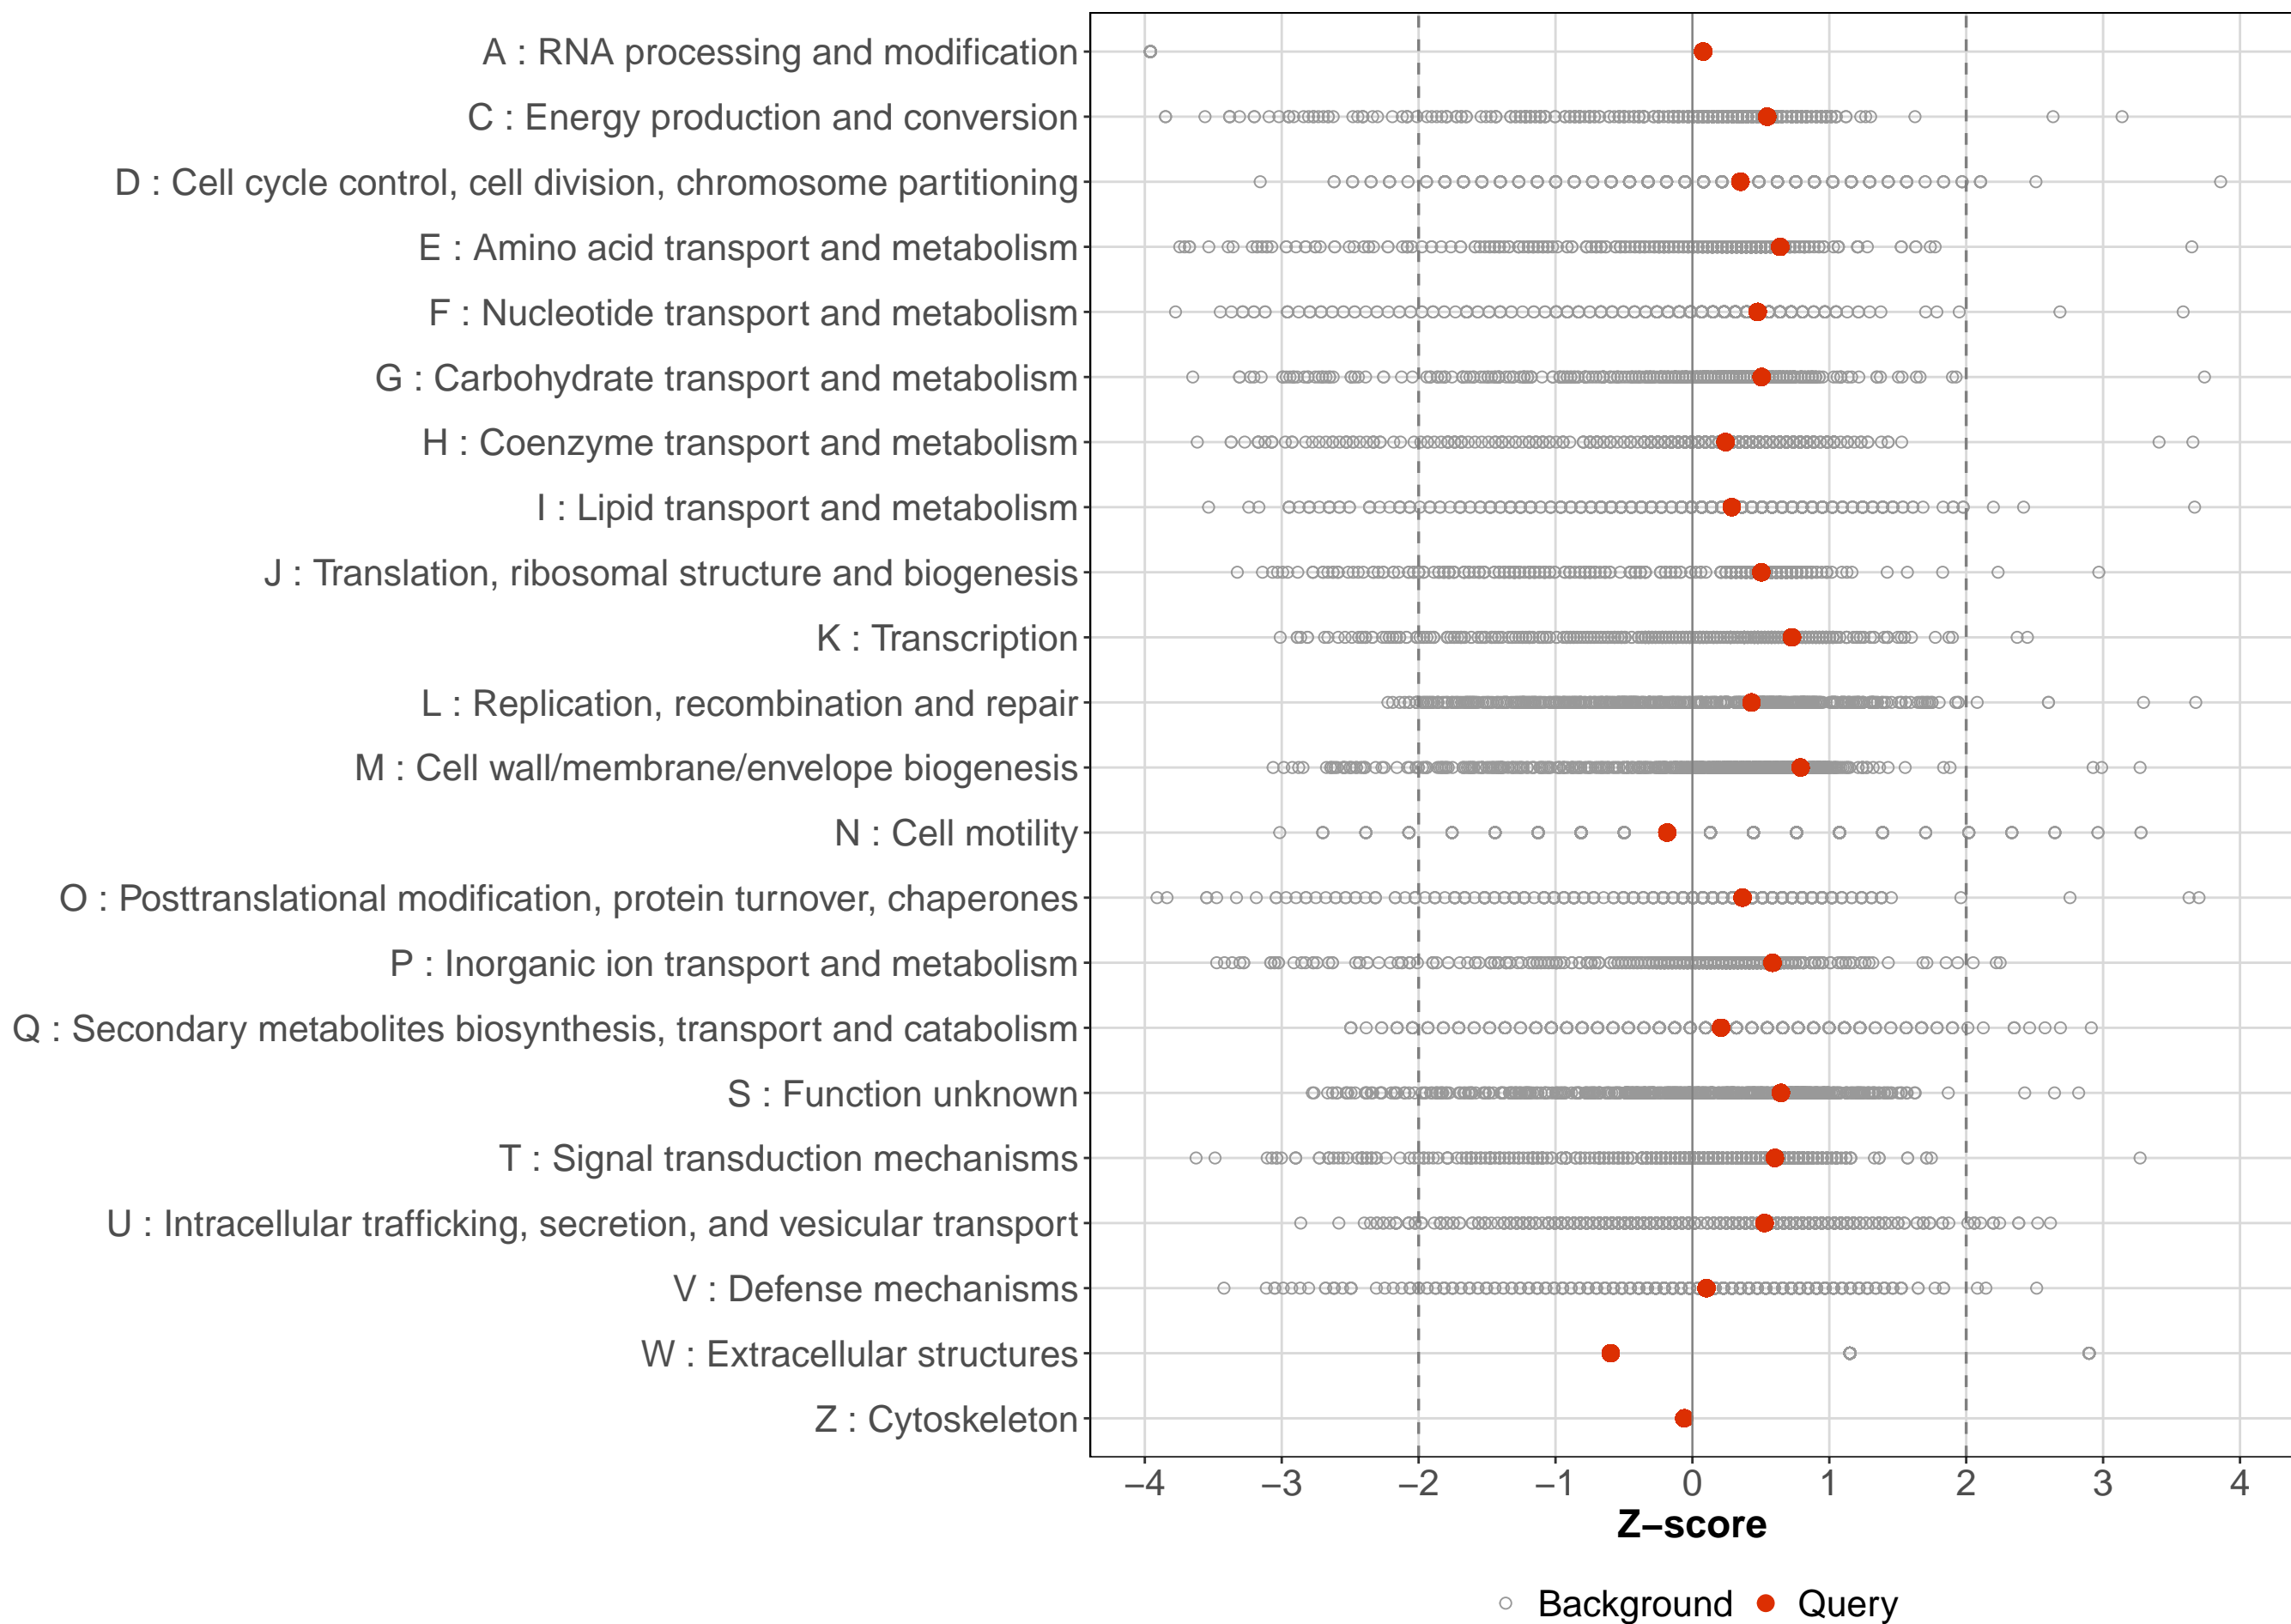 A : RNA processing and modification
C : Energy production and conversion
D : Cell cycle control, cell division, chromosome partitioning
E : Amino acid transport and metabolism
F : Nucleotide transport and metabolism
G : Carbohydrate transport and metabolism
H : Coenzyme transport and metabolism
I : Lipid transport and metabolism
J : Translation, ribosomal structure and biogenesis
K : Transcription
L : Replication, recombination and repair
M : Cell wall/membrane/envelope biogenesis
N : Cell motility
O : Posttranslational modification, protein turnover, chaperones
P : Inorganic ion transport and metabolism
Q : Secondary metabolites biosynthesis, transport and catabolism
S : Function unknown
T : Signal transduction mechanisms
U : Intracellular trafficking, secretion, and vesicular transport
V : Defense mechanisms
W : Extracellular structures
Z : Cytoskeleton
−4 −3 −2 −1 0 1 2 3 4
Z−score
Background Query